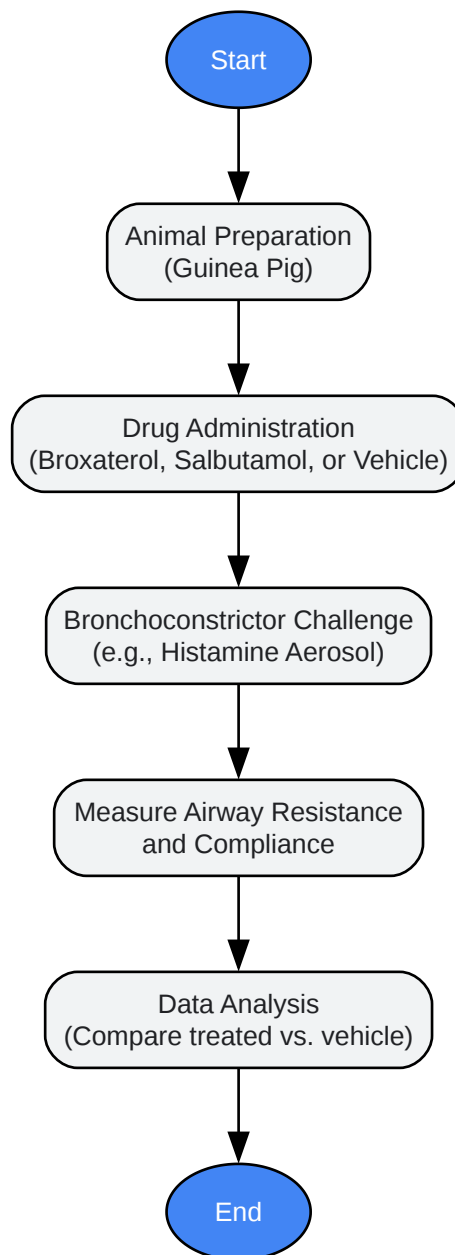 Start
Animal Preparation
(Guinea Pig)
Drug Administration
(Broxaterol, Salbutamol, or Vehicle)
Bronchoconstrictor Challenge
(e.g., Histamine Aerosol)
Measure Airway Resistance
and Compliance
Data Analysis
(Compare treated vs. vehicle)
End